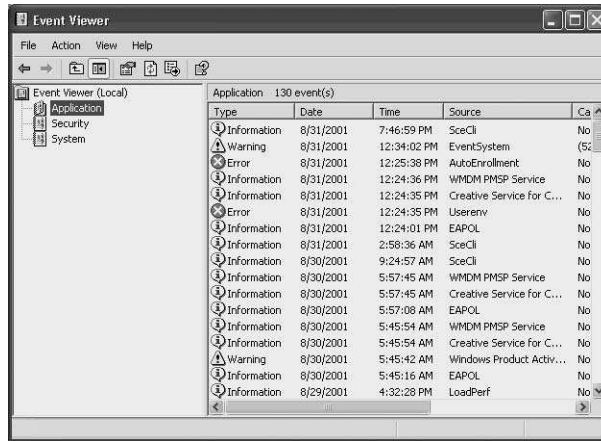 Event Viewer
File Action View Help
Event Viewer (Local)
Application
Security
System
Application 130 event(s)
Type Date Time Source Ca
Information 8/31/2001 7:46:59 PM SceCli No
Warning 8/31/2001 12:34:02 PM EventSystem (52
Error 8/31/2001 12:25:38 PM AutoEnrollment No
Information 8/31/2001 12:24:36 PM WMDM PMSP Service No
Information 8/31/2001 12:24:35 PM Creative Service for C... No
Error 8/31/2001 12:24:35 PM Userenv No
Information 8/31/2001 12:24:01 PM EAPOL No
Information 8/31/2001 2:58:36 AM SceCli No
Information 8/30/2001 9:24:57 AM SceCli No
Information 8/30/2001 5:57:45 AM WMDM PMSP Service No
Information 8/30/2001 5:57:45 AM Creative Service for C... No
Information 8/30/2001 5:57:08 AM EAPOL No
Information 8/30/2001 5:45:54 AM WMDM PMSP Service No
Information 8/30/2001 5:45:54 AM Creative Service for C... No
Warning 8/30/2001 5:45:42 AM Windows Product Activ... No
Information 8/30/2001 5:45:16 AM EAPOL No
Information 8/29/2001 4:32:28 PM LoadPerf No